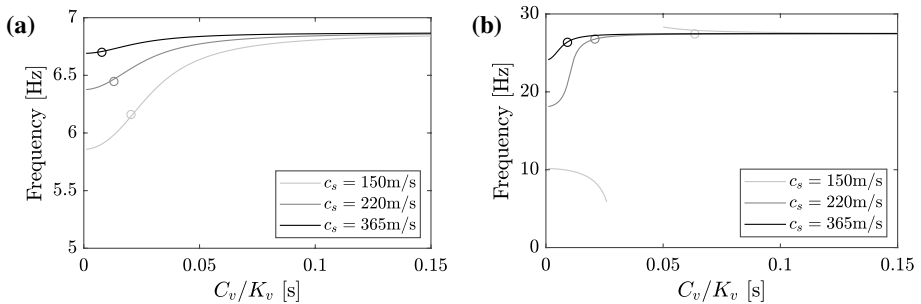 (a)
7
6.5
6
5.5
5
Frequency [Hz]
0
0.05
0.1
0.15
C_v/K_v [s]
c_s = 150m/s
c_s = 220m/s
c_s = 365m/s
(b)
30
20
10
0
Frequency [Hz]
0
0.05
0.1
0.15
C_v/K_v [s]
c_s = 150m/s
c_s = 220m/s
c_s = 365m/s